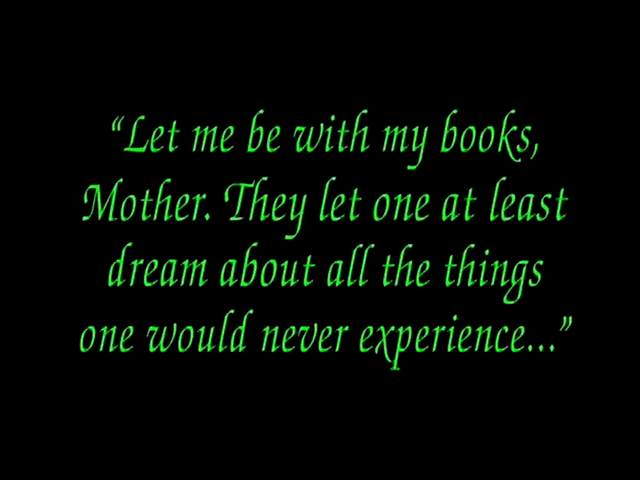 “Let me be with my books,
Mother. They let one at least
dream about all the things
one would never experience...”